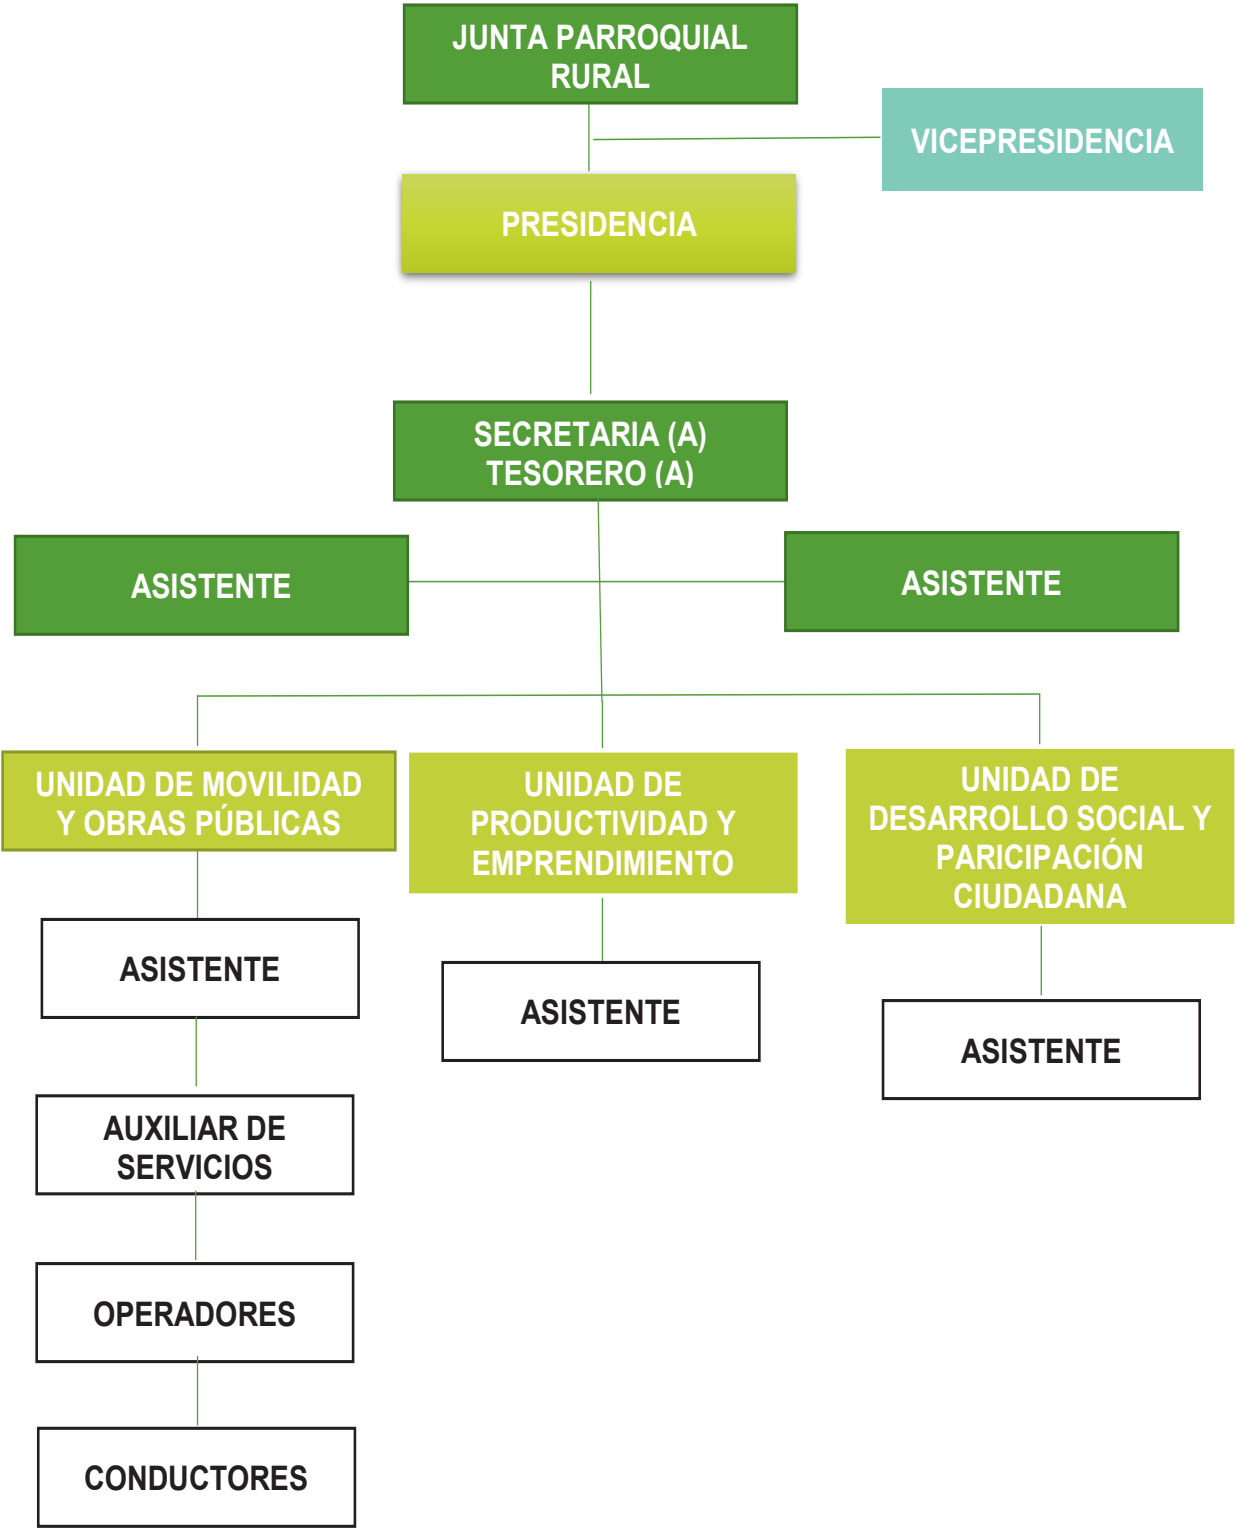 JUNTA PARROQUIAL
RURAL
VICEPRESIDENCIA
PRESIDENCIA
SECRETARIA (A)
TESORERO (A)
ASISTENTE
ASISTENTE
UNIDAD DE MOVILIDAD
Y OBRAS PÚBLICAS
UNIDAD DE
PRODUCTIVIDAD Y
EMPRENDIMIENTO
UNIDAD DE
DESARROLLO SOCIAL Y
PARICIPACIÓN
CIUDADANA
ASISTENTE
ASISTENTE
ASISTENTE
AUXILIAR DE
SERVICIOS
OPERADORES
CONDUCTORES